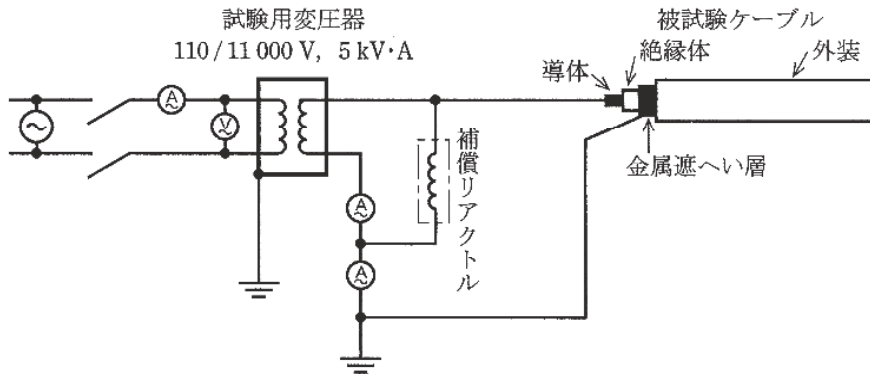 試験用変圧器
110/11 000 V, 5 kV·A
被試験ケーブル
絶縁体
外装
導体
A
V
金属遮へい層
補償リアクトル
A
A